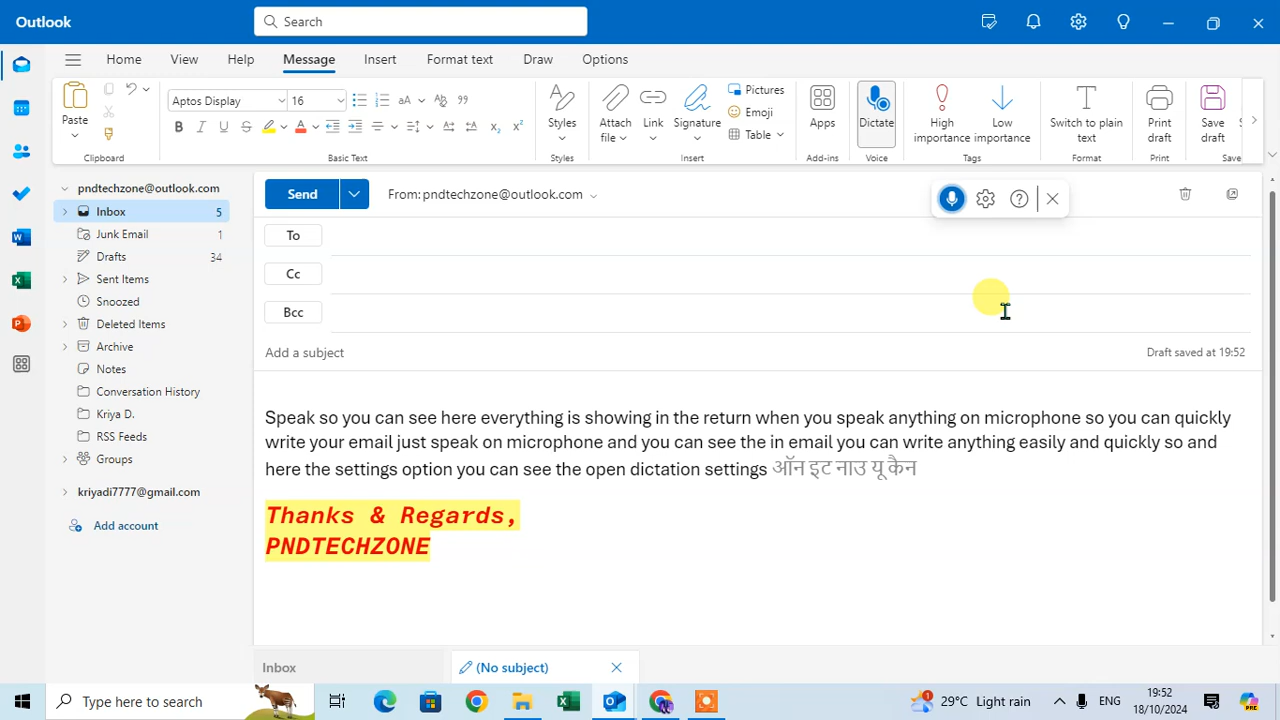 Outlook
Search
Home View Help Message Insert Format text Draw Options
Paste
Clipboard
Aptos Display 16
Basic Text
Styles
Styles
Attach file
Link
Signature
Pictures
Emoji
Table
Insert
Apps
Add-ins
Dictate
Voice
High importance
Low importance
Tags
Switch to plain text
Format
Print draft
Print
Save draft
Save
pndtechzone@outlook.com
Inbox 5
Junk Email 1
Drafts 34
Sent Items
Snoozed
Deleted Items
Archive
Notes
Conversation History
Kriya D.
RSS Feeds
Groups
kriyadi7777@gmail.com
Add account
Send From: pndtechzone@outlook.com
To
Cc
Bcc
Add a subject Draft saved at 19:52
Speak so you can see here everything is showing in the return when you speak anything on microphone so you can quickly
write your email just speak on microphone and you can see the in email you can write anything easily and quickly so and
here the settings option you can see the open dictation settings ऑन इट नाउ यू कैन
Thanks & Regards,
PNDTECHZONE
Inbox (No subject)
Type here to search
29°C Light rain ENG 19:52
18/10/2024